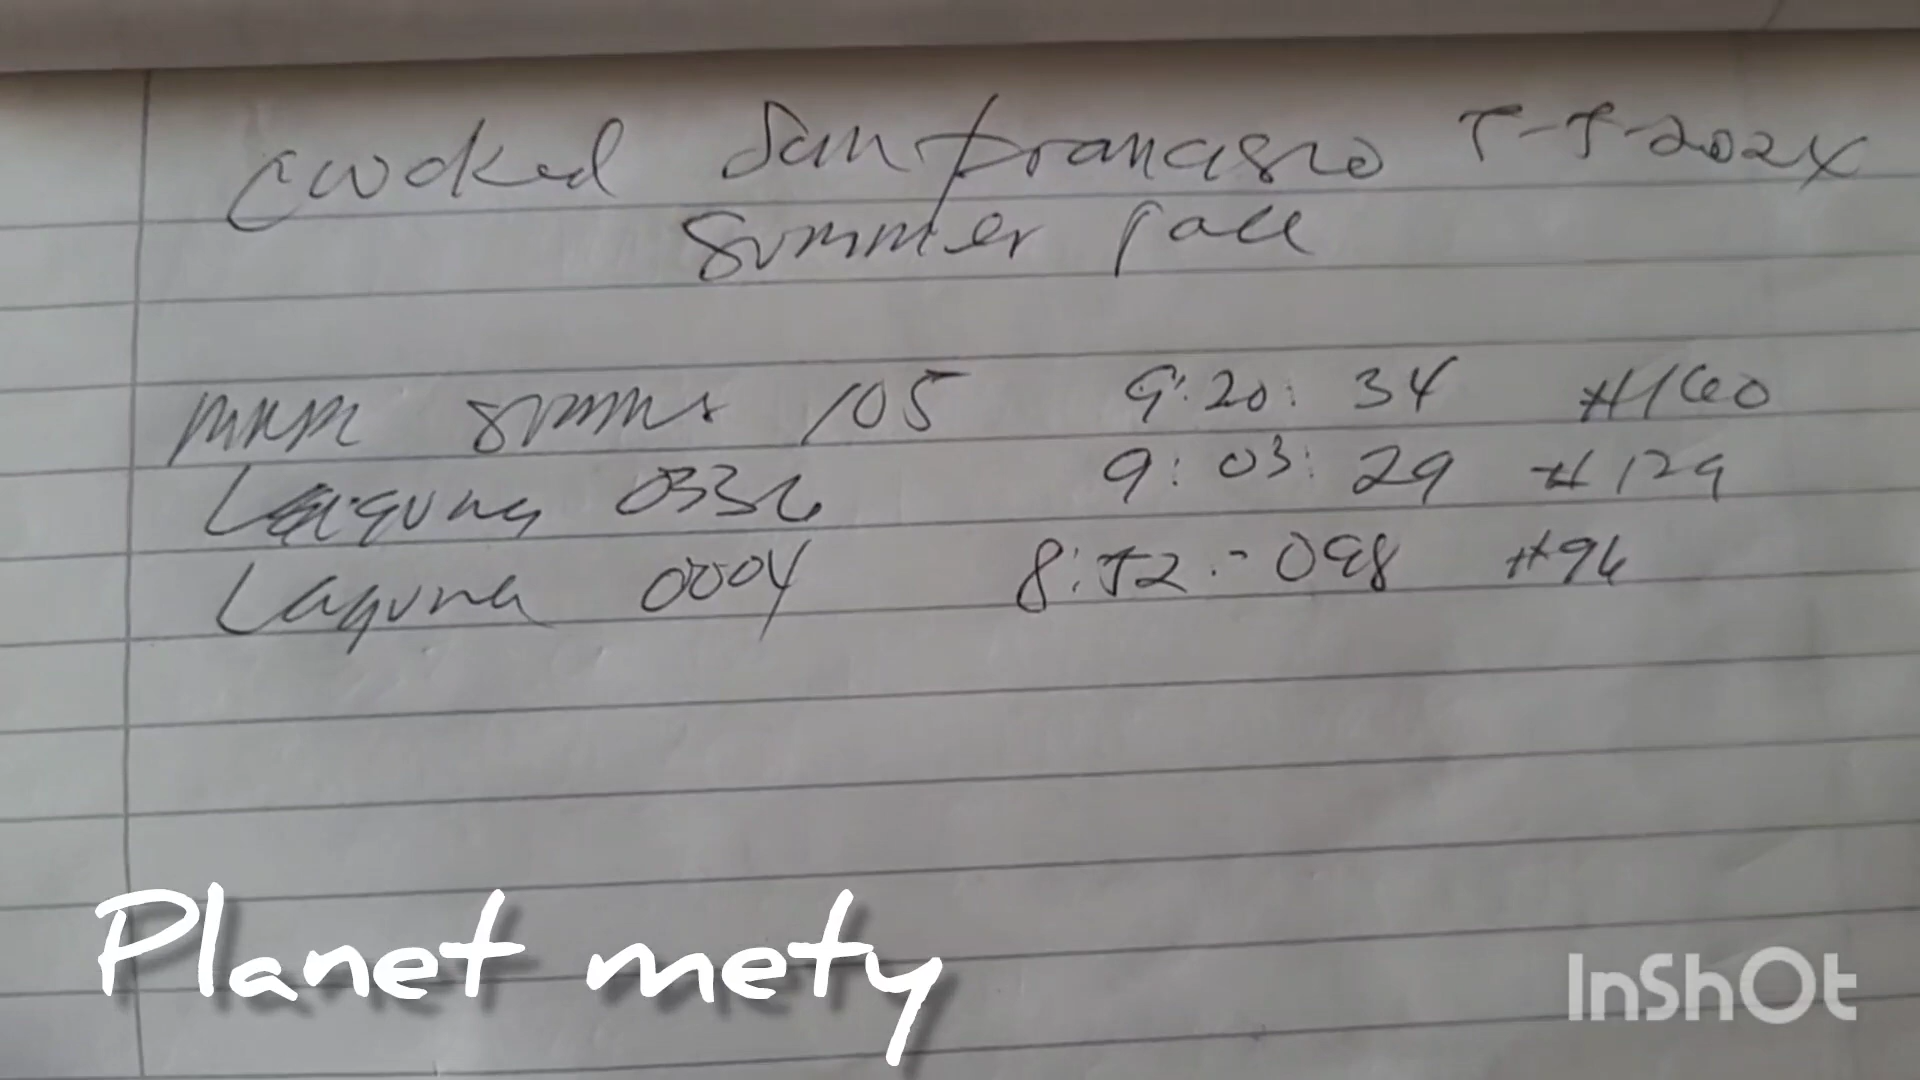 crooked San francisco 5-5-2024
summer fall
summer 105 9:20:34 #160
Laguna 0336 9:03:29 #129
Laguna 0004 8:52:098 #96
Planet mety
InShOt